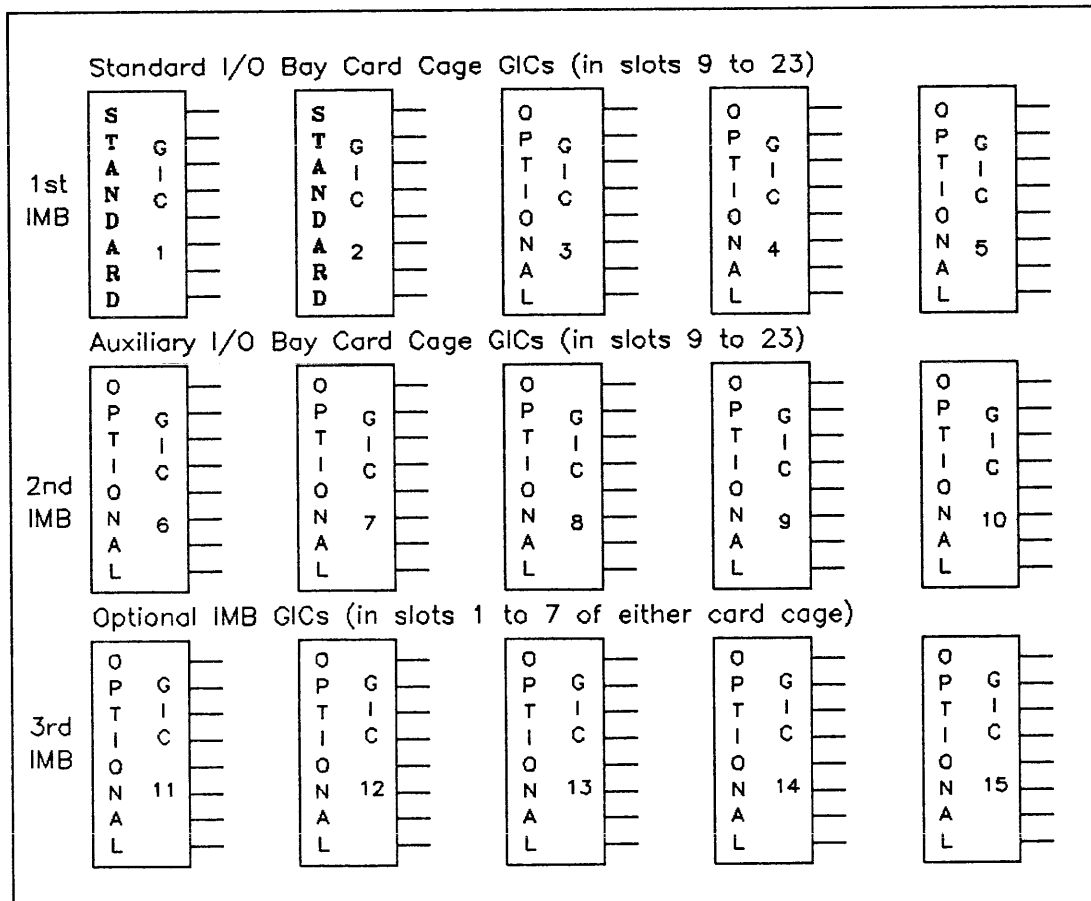 Standard I/O Bay Card Cage GICs (in slots 9 to 23)
1st
IMB
STANDARD GIC 1
STANDARD GIC 2
OPTIONAL GIC 3
OPTIONAL GIC 4
OPTIONAL GIC 5
Auxiliary I/O Bay Card Cage GICs (in slots 9 to 23)
2nd
IMB
OPTIONAL GIC 6
OPTIONAL GIC 7
OPTIONAL GIC 8
OPTIONAL GIC 9
OPTIONAL GIC 10
Optional IMB GICs (in slots 1 to 7 of either card cage)
3rd
IMB
OPTIONAL GIC 11
OPTIONAL GIC 12
OPTIONAL GIC 13
OPTIONAL GIC 14
OPTIONAL GIC 15